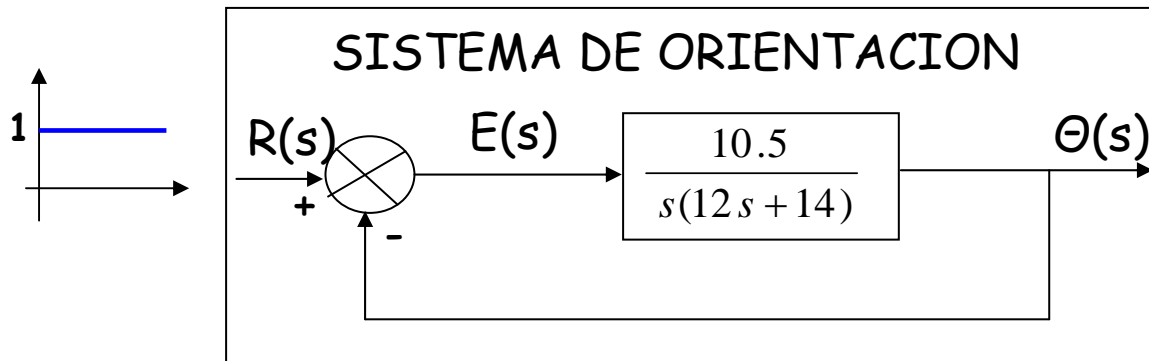 SISTEMA DE ORIENTACION
1
R(s)
E(s)
10.5
s(12s+14)
Θ(s)
+
-